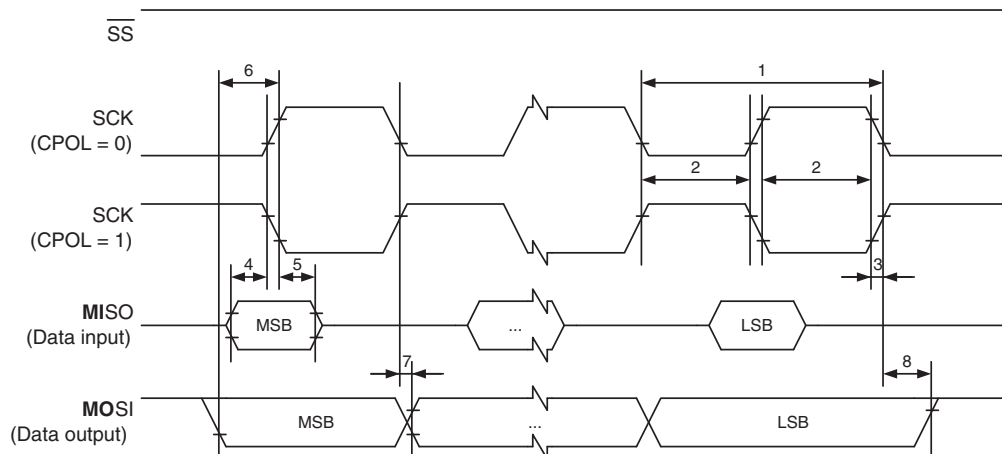 SS
6
1
SCK
(CPOL = 0)
2
2
SCK
(CPOL = 1)
4
5
3
MISO
(Data input)
MSB
...
LSB
7
8
MOSI
(Data output)
MSB
...
LSB